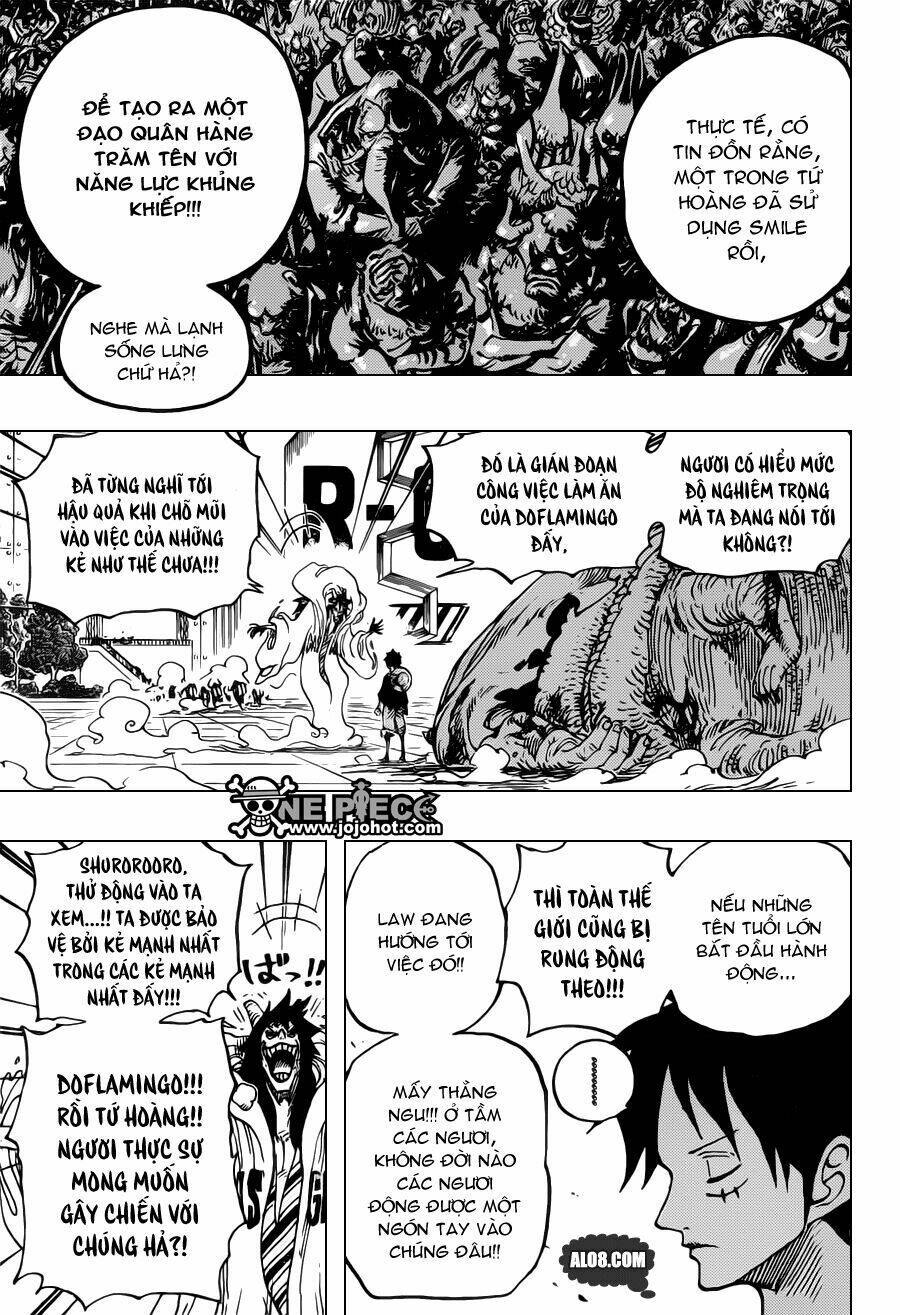 THỰC TẾ, CÓ
TIN ĐỒN RẰNG,
MỘT TRONG TỨ
HOÀNG ĐÃ SỬ
DỤNG SMILE
RỒI,
ĐỂ TẠO RA MỘT
ĐẠO QUÂN HÀNG
TRĂM TÊN VỚI
NĂNG LỰC KHỦNG
KHIẾP!!!
NGHE MÀ LẠNH
SỐNG LƯNG
CHỨ HẢ?!
NGƯƠI CÓ HIỂU MỨC
ĐỘ NGHIÊM TRỌNG
MÀ TA ĐANG NÓI TỚI
KHÔNG?!
ĐÓ LÀ GIÁN ĐOẠN
CÔNG VIỆC LÀM ĂN
CỦA DOFLAMINGO
ĐẤY,
R-
ĐÃ TỪNG NGHĨ TỚI
HẬU QUẢ KHI CHÕ MŨI
VÀO VIỆC CỦA NHỮNG
KẺ NHƯ THẾ CHƯA!!!
ONE PIECE
www.jojohot.com
NẾU NHỮNG
TÊN TUỔI LỚN
BẮT ĐẦU HÀNH
ĐỘNG...
THÌ TOÀN THẾ
GIỚI CŨNG BỊ
RUNG ĐỘNG
THEO!!!
LAW ĐANG
HƯỚNG TỚI
VIỆC ĐÓ!!
MẤY THẰNG
NGU!!! Ở TẦM
CÁC NGƯƠI,
KHÔNG ĐỜI NÀO
CÁC NGƯƠI
ĐỘNG ĐƯỢC MỘT
NGÓN TAY VÀO
CHÚNG ĐÂU!!
ALO8.COM
SHUROROORO,
THỬ ĐỘNG VÀO TA
XEM...!! TA ĐƯỢC BẢO
VỆ BỞI KẺ MẠNH NHẤT
TRONG CÁC KẺ MẠNH
NHẤT ĐẤY!!!
ばっ!!
DOFLAMINGO!!!
RỒI TỨ HOÀNG!!
NGƯƠI THỰC SỰ
MONG MUỐN
GÂY CHIẾN VỚI
CHÚNG HẢ?!